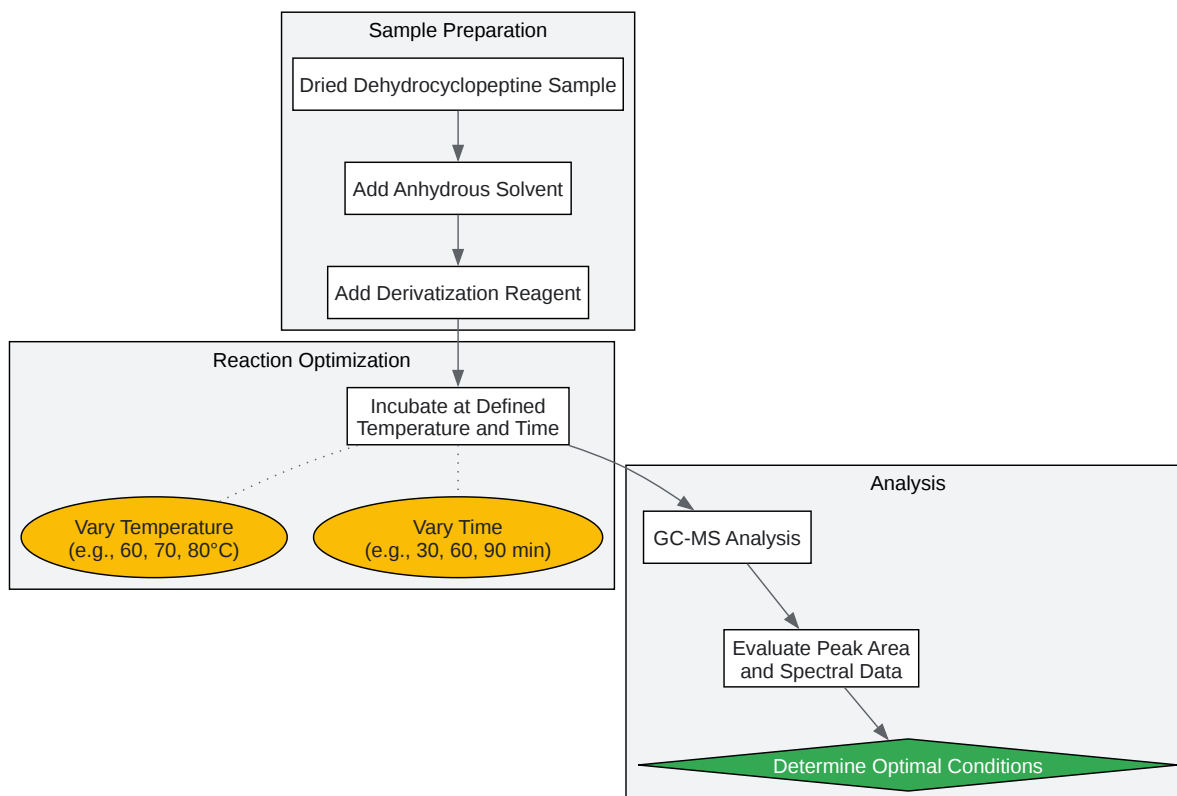 Sample Preparation
Dried Dehydrocyclopeptine Sample
Add Anhydrous Solvent
Add Derivatization Reagent
Reaction Optimization
Incubate at Defined
Temperature and Time
Vary Temperature
(e.g., 60, 70, 80°C)
Vary Time
(e.g., 30, 60, 90 min)
Analysis
GC-MS Analysis
Evaluate Peak Area
and Spectral Data
Determine Optimal Conditions